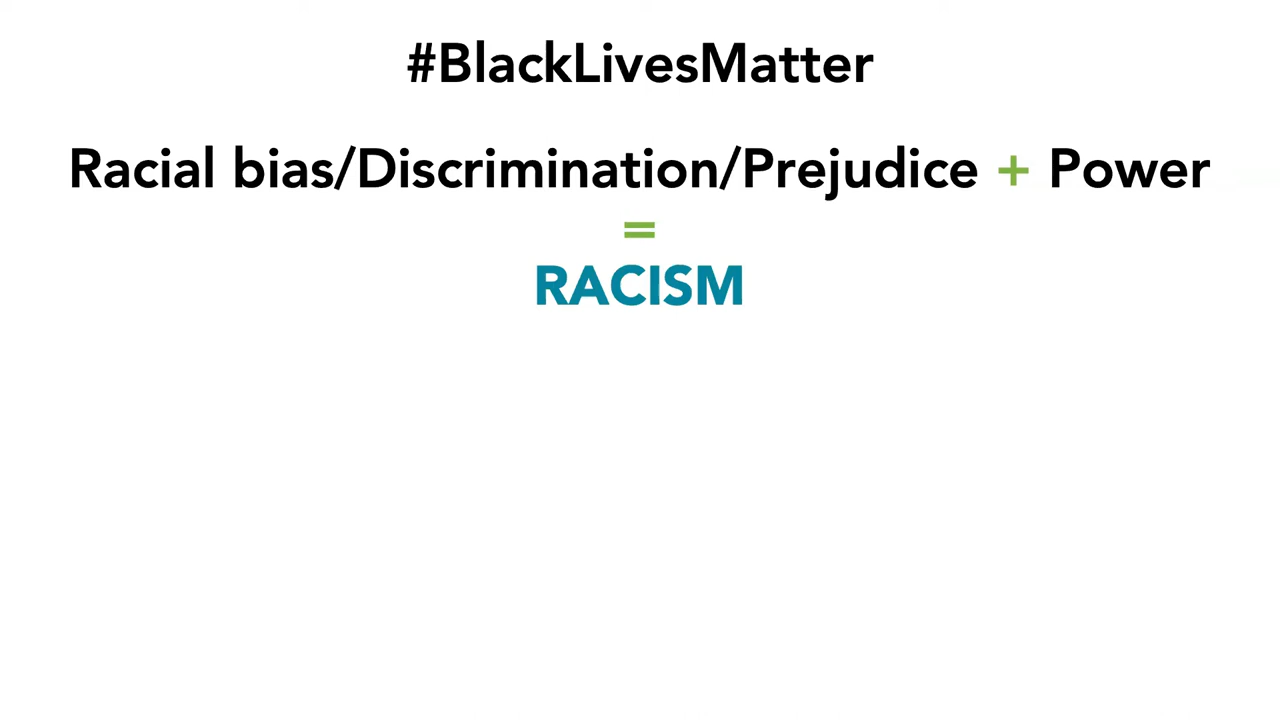 #BlackLivesMatter
Racial bias/Discrimination/Prejudice + Power
=
RACISM